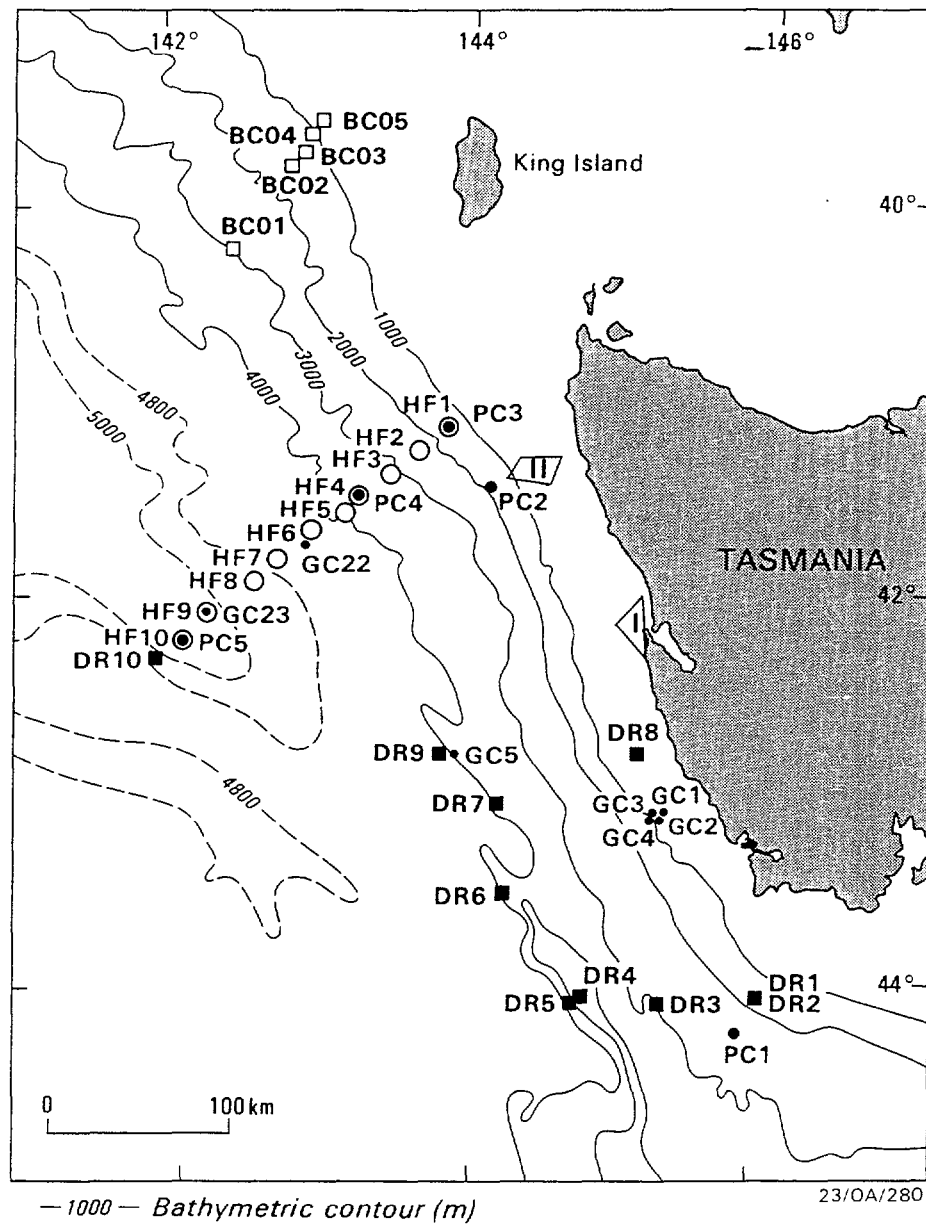 142°
144°
146°
BC05
BC04
BC03
BC02
BC01
King Island
40°
1000
2000
3000
4000
4800
5000
HF1
PC3
HF2
HF3
II
HF4
PC4
PC2
HF5
HF6
GC22
HF7
HF8
TASMANIA
42°
HF9
GC23
HF10
PC5
DR10
I
DR8
DR9
GC5
4800
DR7
GC3
GC1
GC4
GC2
DR6
DR4
DR5
DR3
44°
DR1
DR2
PC1
0
100 km
23/OA/280
—1000— Bathymetric contour (m)